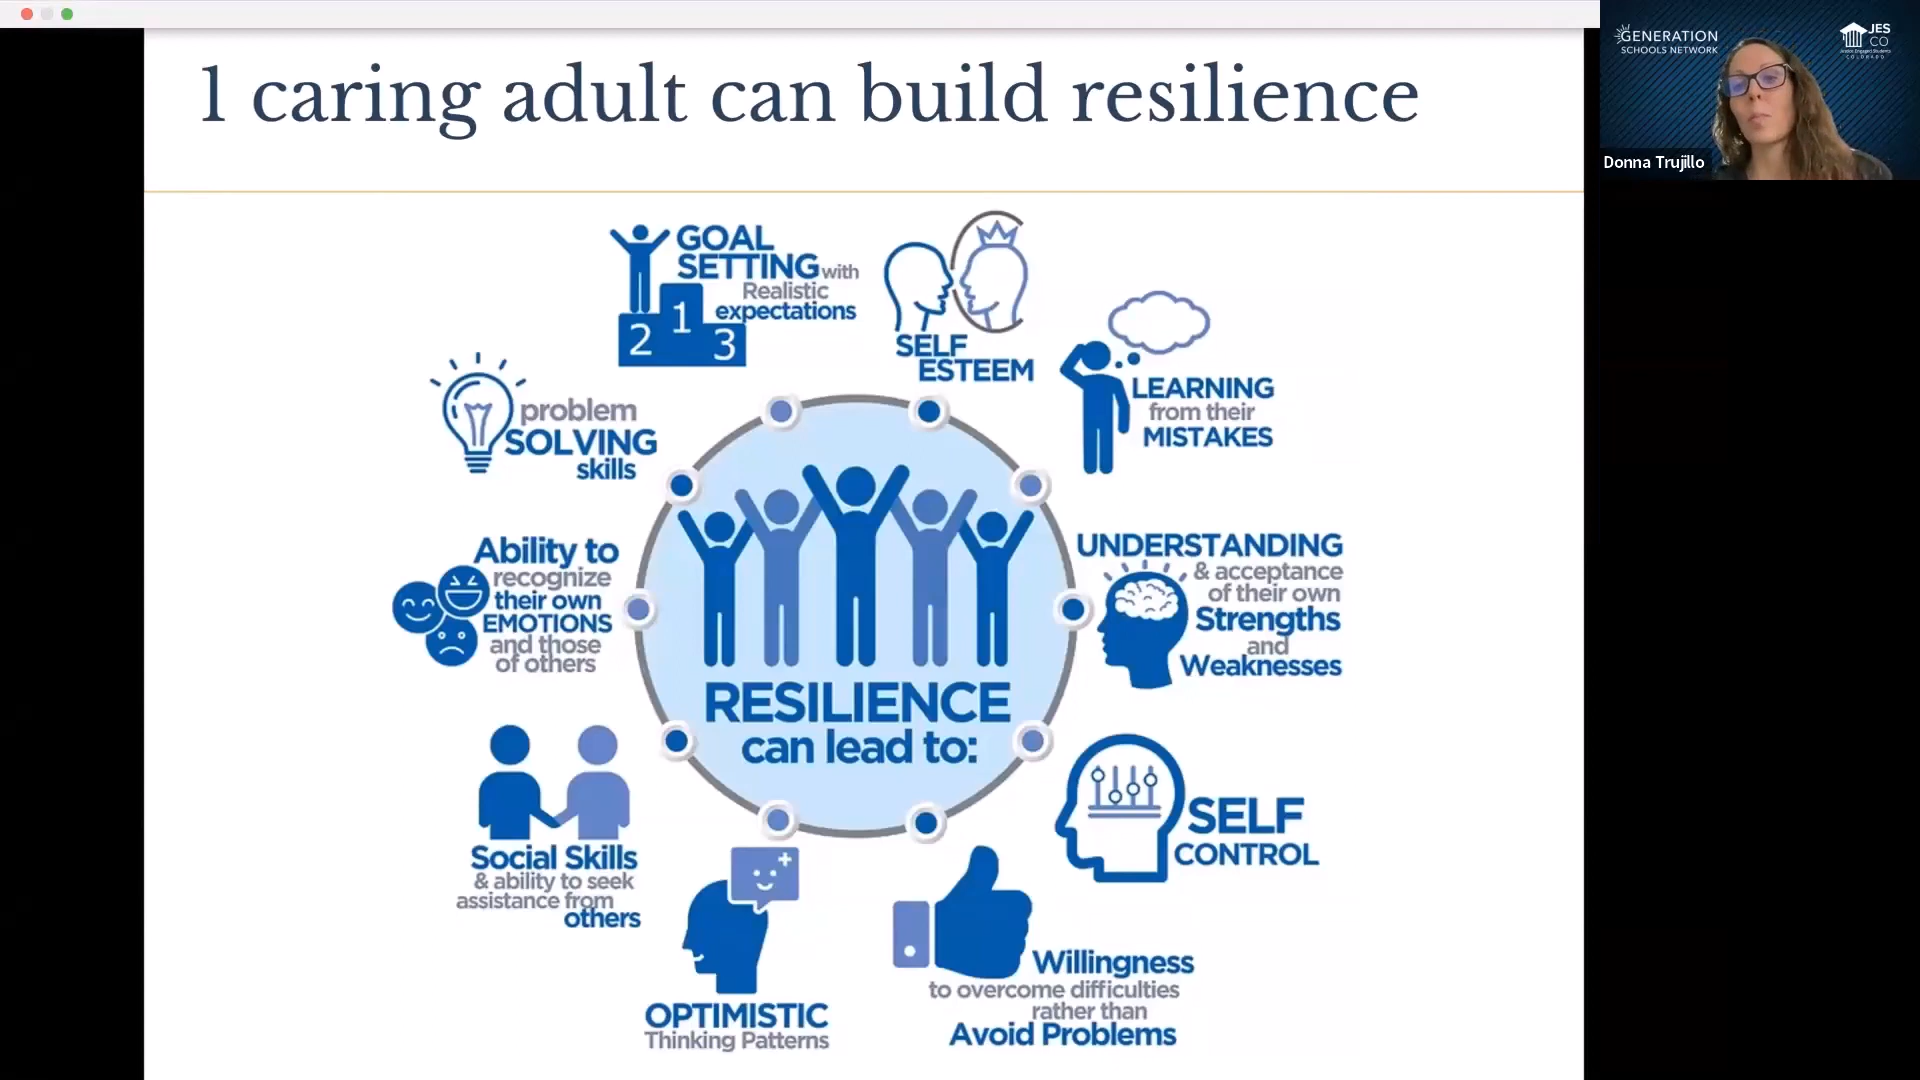 1 caring adult can build resilience
GENERATION
SCHOOLS NETWORK
JES
CO
COLORADO
Donna Trujillo
GOAL
SETTING with
Realistic
expectations
1
2
3
SELF
ESTEEM
LEARNING
from their
MISTAKES
problem
SOLVING
skills
UNDERSTANDING
& acceptance
of their own
Strengths
and
Weaknesses
Ability to
recognize
their own
EMOTIONS
and those
of others
RESILIENCE
can lead to:
SELF
CONTROL
Social Skills
& ability to seek
assistance from
others
Willingness
to overcome difficulties
rather than
Avoid Problems
OPTIMISTIC
Thinking Patterns